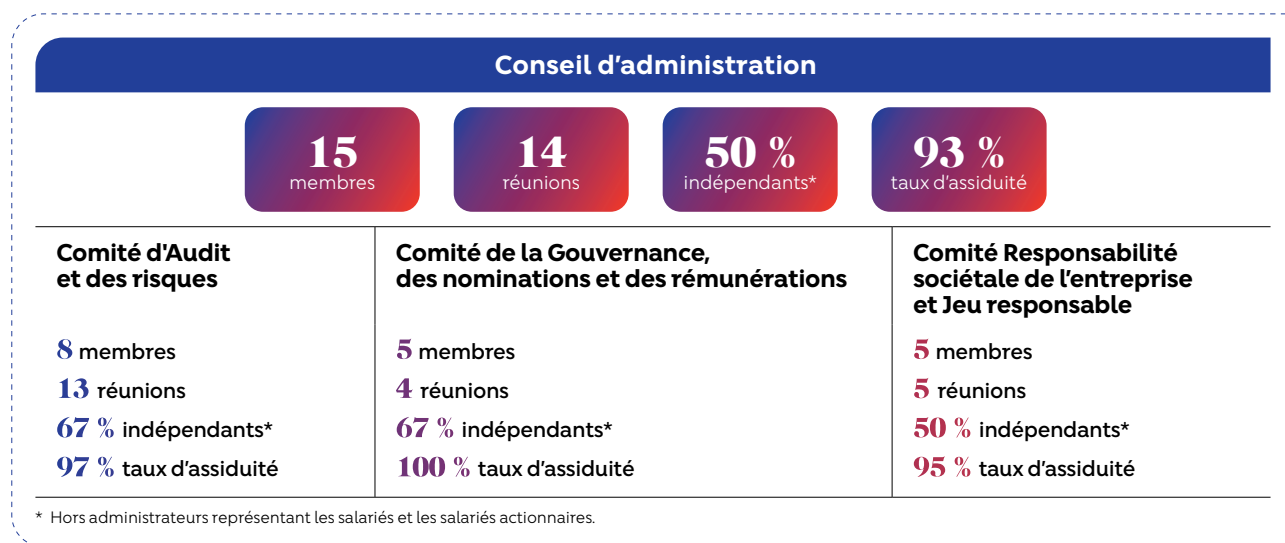 Conseil d’administration
15
membres
14
réunions
50 %
indépendants*
93 %
taux d’assiduité
Comité d'Audit
et des risques
8 membres
13 réunions
67 % indépendants*
97 % taux d’assiduité
Comité de la Gouvernance,
des nominations et des rémunérations
5 membres
4 réunions
67 % indépendants*
100 % taux d’assiduité
Comité Responsabilité
sociétale de l’entreprise
et Jeu responsable
5 membres
5 réunions
50 % indépendants*
95 % taux d’assiduité
* Hors administrateurs représentant les salariés et les salariés actionnaires.